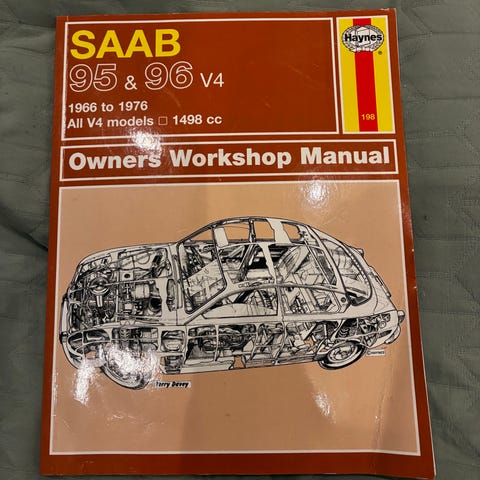 SAAB
95 & 96 V4
1966 to 1976
All V4 models □ 1498 cc
Haynes
®
198
Owners Workshop Manual
Terry Davey
©HAYNES